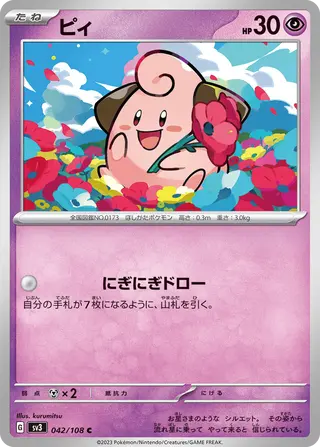 たね ピィ HP30
全国図鑑NO.0173 ほしがたポケモン 高さ：0.3m 重さ：3.0kg
にぎにぎドロー
自分の手札が7枚になるように、山札を引く。
弱点 ×2 抵抗力 にげる
Illus. kurumitsu
G sv3 042/108 C
お星さまのような シルエット。 その姿から
流れ星に乗って やって来ると 信じられている。
©2023 Pokémon/Nintendo/Creatures/GAME FREAK.